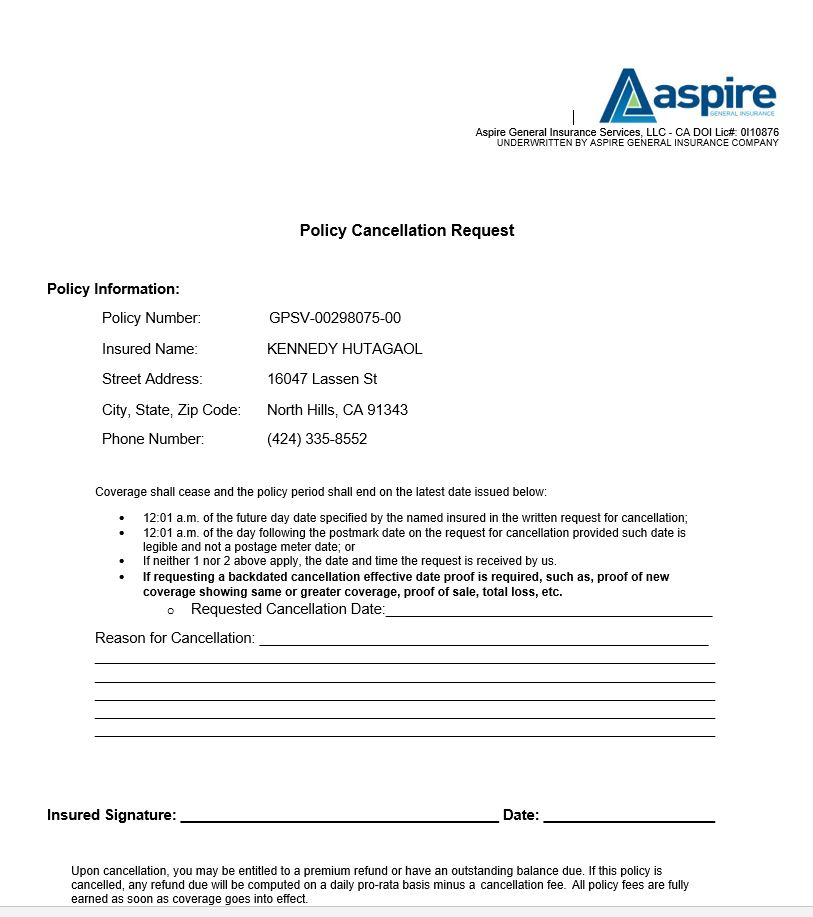 aspire
GENERAL INSURANCE
Aspire General Insurance Services, LLC - CA DOI Lic#: 0I10876
UNDERWRITTEN BY ASPIRE GENERAL INSURANCE COMPANY
Policy Cancellation Request
Policy Information:
Policy Number: GPSV-00298075-00
Insured Name: KENNEDY HUTAGAOL
Street Address: 16047 Lassen St
City, State, Zip Code: North Hills, CA 91343
Phone Number: (424) 335-8552
Coverage shall cease and the policy period shall end on the latest date issued below:
• 12:01 a.m. of the future day date specified by the named insured in the written request for cancellation;
• 12:01 a.m. of the day following the postmark date on the request for cancellation provided such date is
legible and not a postage meter date; or
• If neither 1 nor 2 above apply, the date and time the request is received by us.
• If requesting a backdated cancellation effective date proof is required, such as, proof of new
coverage showing same or greater coverage, proof of sale, total loss, etc.
o Requested Cancellation Date:
Reason for Cancellation:
Insured Signature: Date:
Upon cancellation, you may be entitled to a premium refund or have an outstanding balance due. If this policy is
cancelled, any refund due will be computed on a daily pro-rata basis minus a cancellation fee. All policy fees are fully
earned as soon as coverage goes into effect.